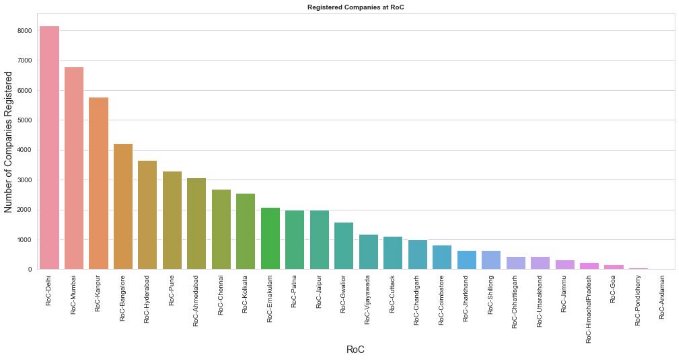 Registered Companies at RoC
Number of Companies Registered
8000
7000
6000
5000
4000
3000
2000
1000
0
RoC-Delhi
RoC-Mumbai
RoC-Kanpur
RoC-Bangalore
RoC-Hyderabad
RoC-Pune
RoC-Ahmedabad
RoC-Chennai
RoC-Kolkata
RoC-Ernakulam
RoC-Patna
RoC-Jaipur
RoC-Gwalior
RoC-Vijaywada
RoC-Cuttack
RoC-Chandigarh
RoC-Coimbatore
RoC-Jharkhand
RoC-Shillong
RoC-Chhattisgarh
RoC-Uttarakhand
RoC-Jammu
RoC-HimachalPradesh
RoC-Goa
RoC-Pondicherry
RoC-Andaman
RoC